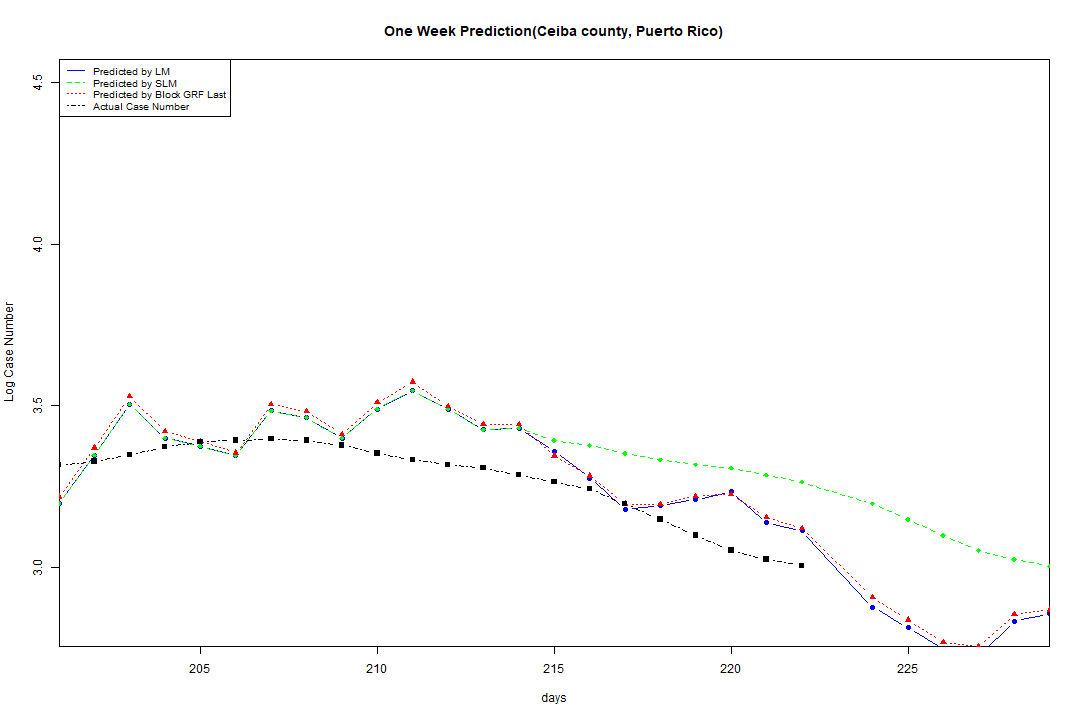 One Week Prediction(Ceiba county, Puerto Rico)
Predicted by LM
Predicted by SLM
Predicted by Block GRF Last
Actual Case Number
4.5
4.0
3.5
3.0
Log Case Number
205 210 215 220 225
days